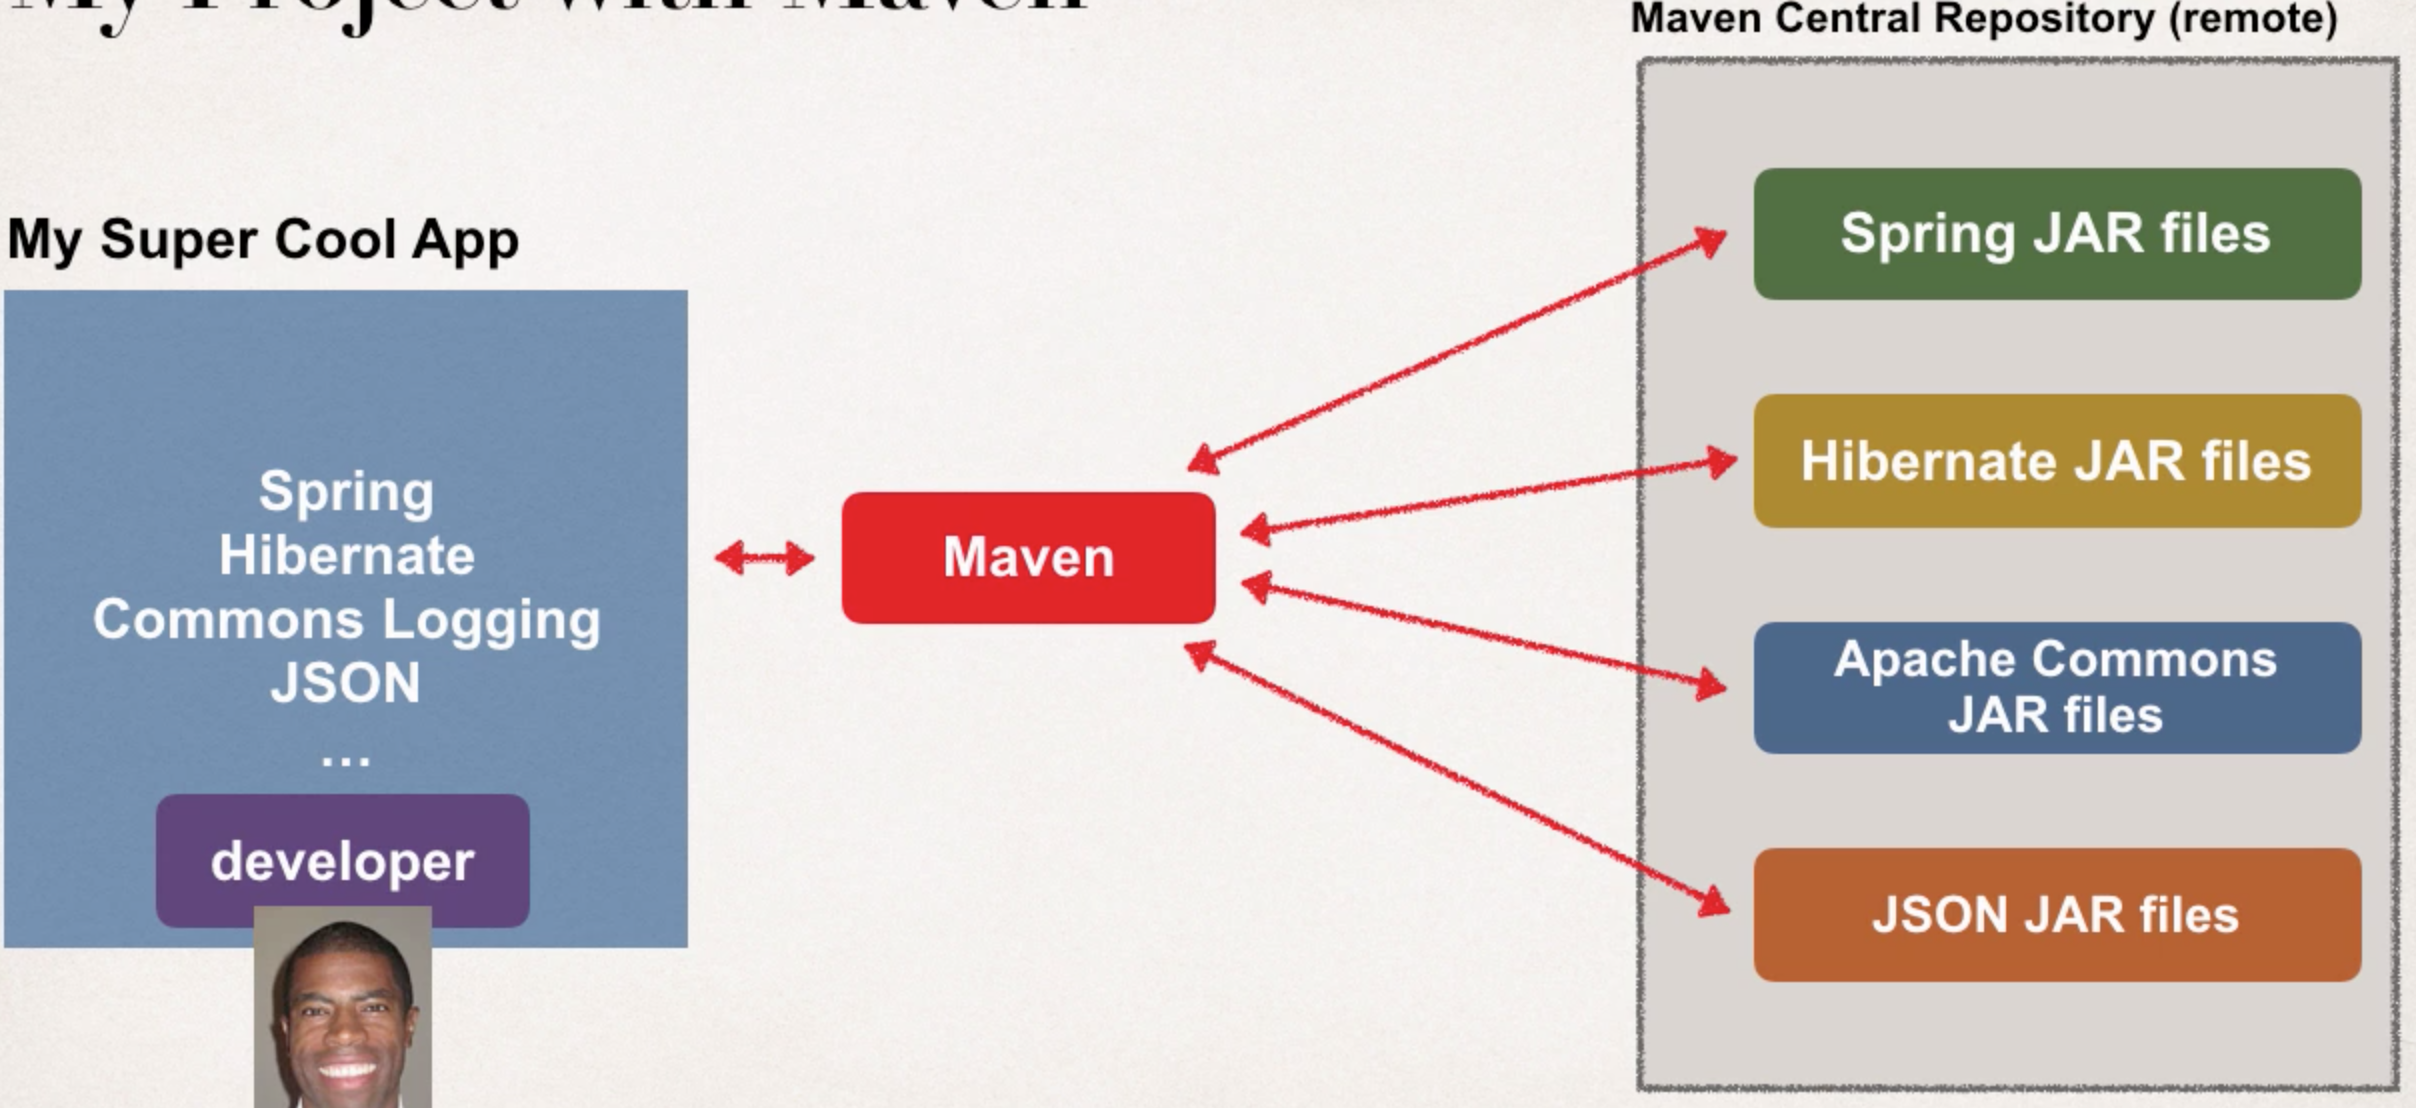 My Project with Maven
Maven Central Repository (remote)
My Super Cool App
Spring
Hibernate
Commons Logging
JSON
...
developer
Maven
Spring JAR files
Hibernate JAR files
Apache Commons
JAR files
JSON JAR files